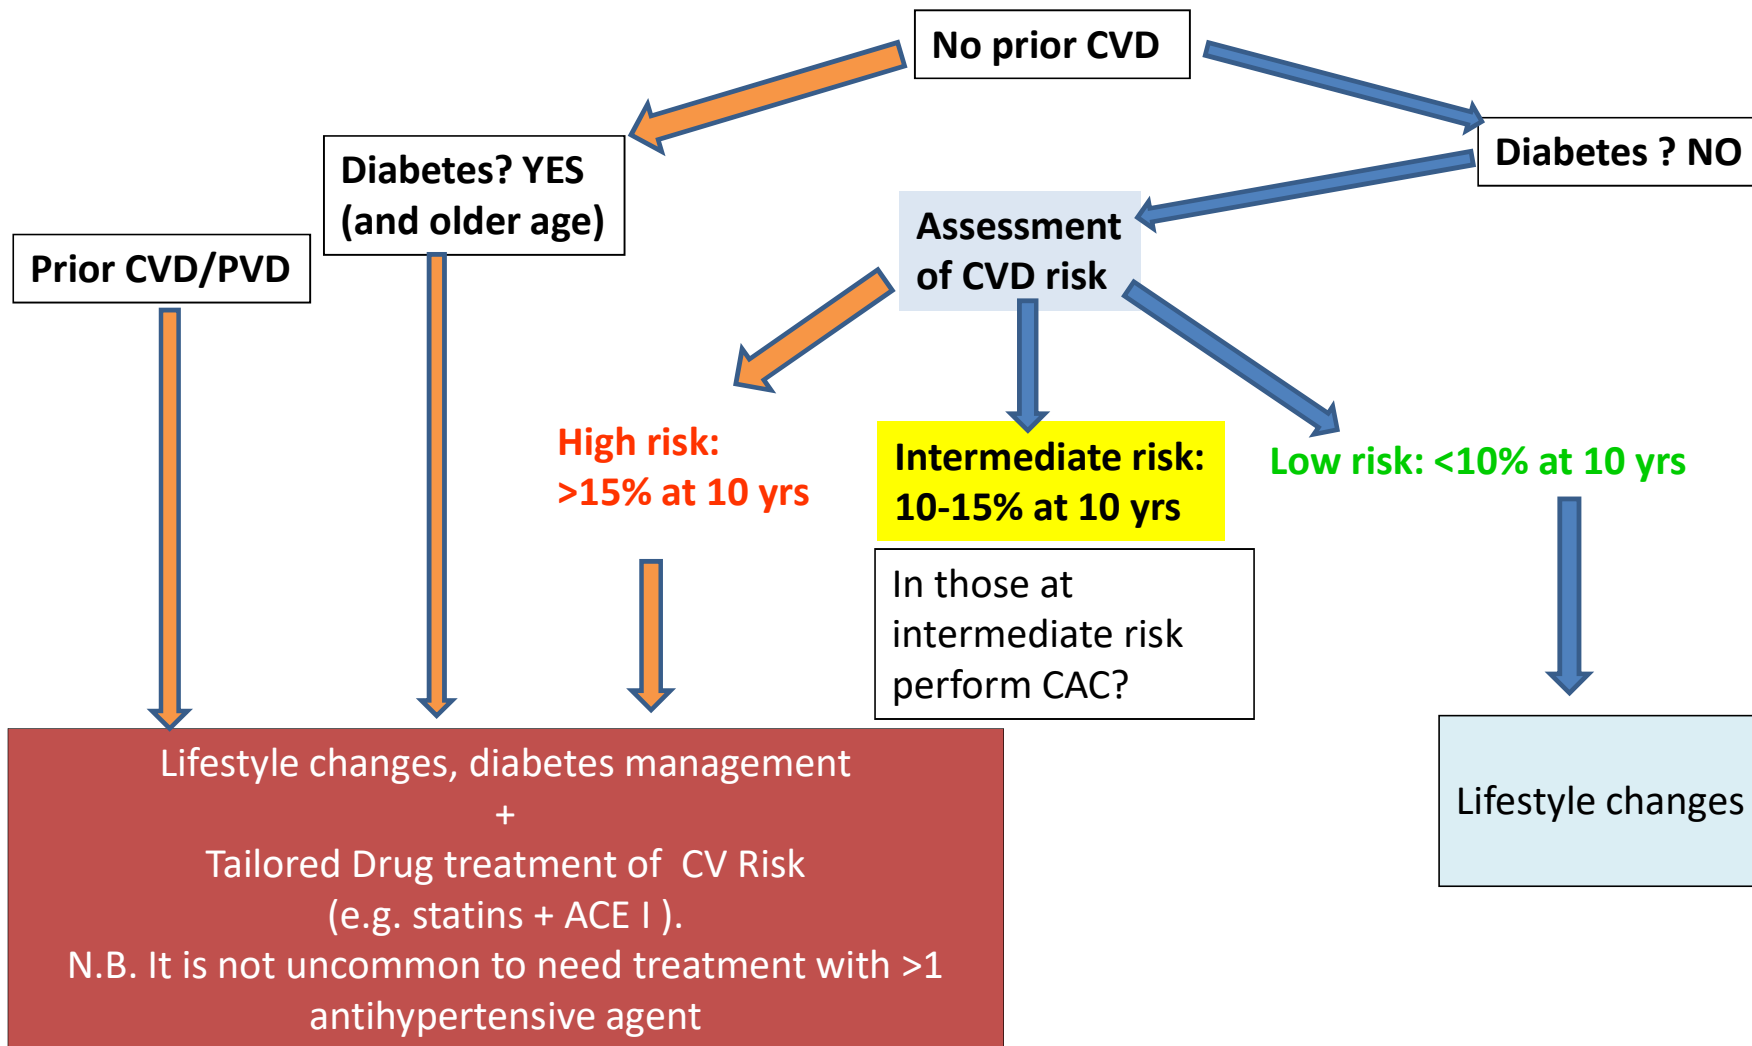 No prior CVD
Diabetes? YES
(and older age)
Diabetes ? NO
Prior CVD/PVD
Assessment
of CVD risk
High risk:
>15% at 10 yrs
Intermediate risk:
10-15% at 10 yrs
Low risk: <10% at 10 yrs
In those at
intermediate risk
perform CAC?
Lifestyle changes, diabetes management
+
Tailored Drug treatment of  CV Risk
(e.g. statins + ACE I ).
N.B. It is not uncommon to need treatment with >1
antihypertensive agent
Lifestyle changes